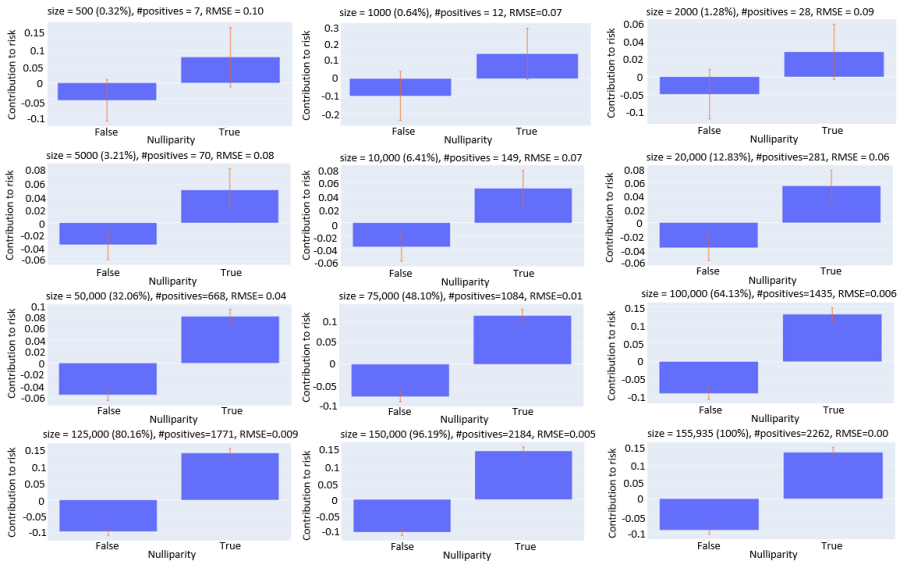 size = 500 (0.32%), #positives = 7, RMSE = 0.10
Contribution to risk
0.15
0.1
0.05
0
-0.05
-0.1
False
True
Nulliparity
size = 1000 (0.64%), #positives = 12, RMSE=0.07
Contribution to risk
0.3
0.2
0.1
0
-0.1
-0.2
False
True
Nulliparity
size = 2000 (1.28%), #positives = 28, RMSE = 0.09
Contribution to risk
0.06
0.04
0.02
0
-0.05
-0.1
False
True
Nulliparity
size = 5000 (3.21%), #positives = 70, RMSE = 0.08
Contribution to risk
0.08
0.06
0.04
0.02
0
-0.02
-0.04
-0.06
False
True
Nulliparity
size = 10,000 (6.41%), #positives = 149, RMSE = 0.07
Contribution to risk
0.08
0.06
0.04
0.02
0
-0.02
-0.04
-0.06
False
True
Nulliparity
size = 20,000 (12.83%), #positives=281, RMSE = 0.06
Contribution to risk
0.08
0.06
0.04
0.02
0
-0.02
-0.04
-0.06
False
True
Nulliparity
size = 50,000 (32.06%), #positives=668, RMSE= 0.04
Contribution to risk
0.1
0.08
0.06
0.04
0.02
0
-0.02
-0.04
-0.06
False
True
Nulliparity
size = 75,000 (48.10%), #positives=1084, RMSE=0.01
Contribution to risk
0.1
0.05
0
-0.05
-0.1
False
True
Nulliparity
size = 100,000 (64.13%), #positives=1435, RMSE=0.006
Contribution to risk
0.15
0.1
0.05
0
-0.05
-0.1
False
True
Nulliparity
size = 125,000 (80.16%), #positives=1771, RMSE=0.009
Contribution to risk
0.15
0.1
0.05
0
-0.05
-0.1
False
True
Nulliparity
size = 150,000 (96.19%), #positives=2184, RMSE=0.005
Contribution to risk
0.15
0.1
0.05
0
-0.05
-0.1
False
True
Nulliparity
size = 155,935 (100%), #positives=2262, RMSE=0.00
Contribution to risk
0.15
0.1
0.05
0
-0.05
-0.1
False
True
Nulliparity